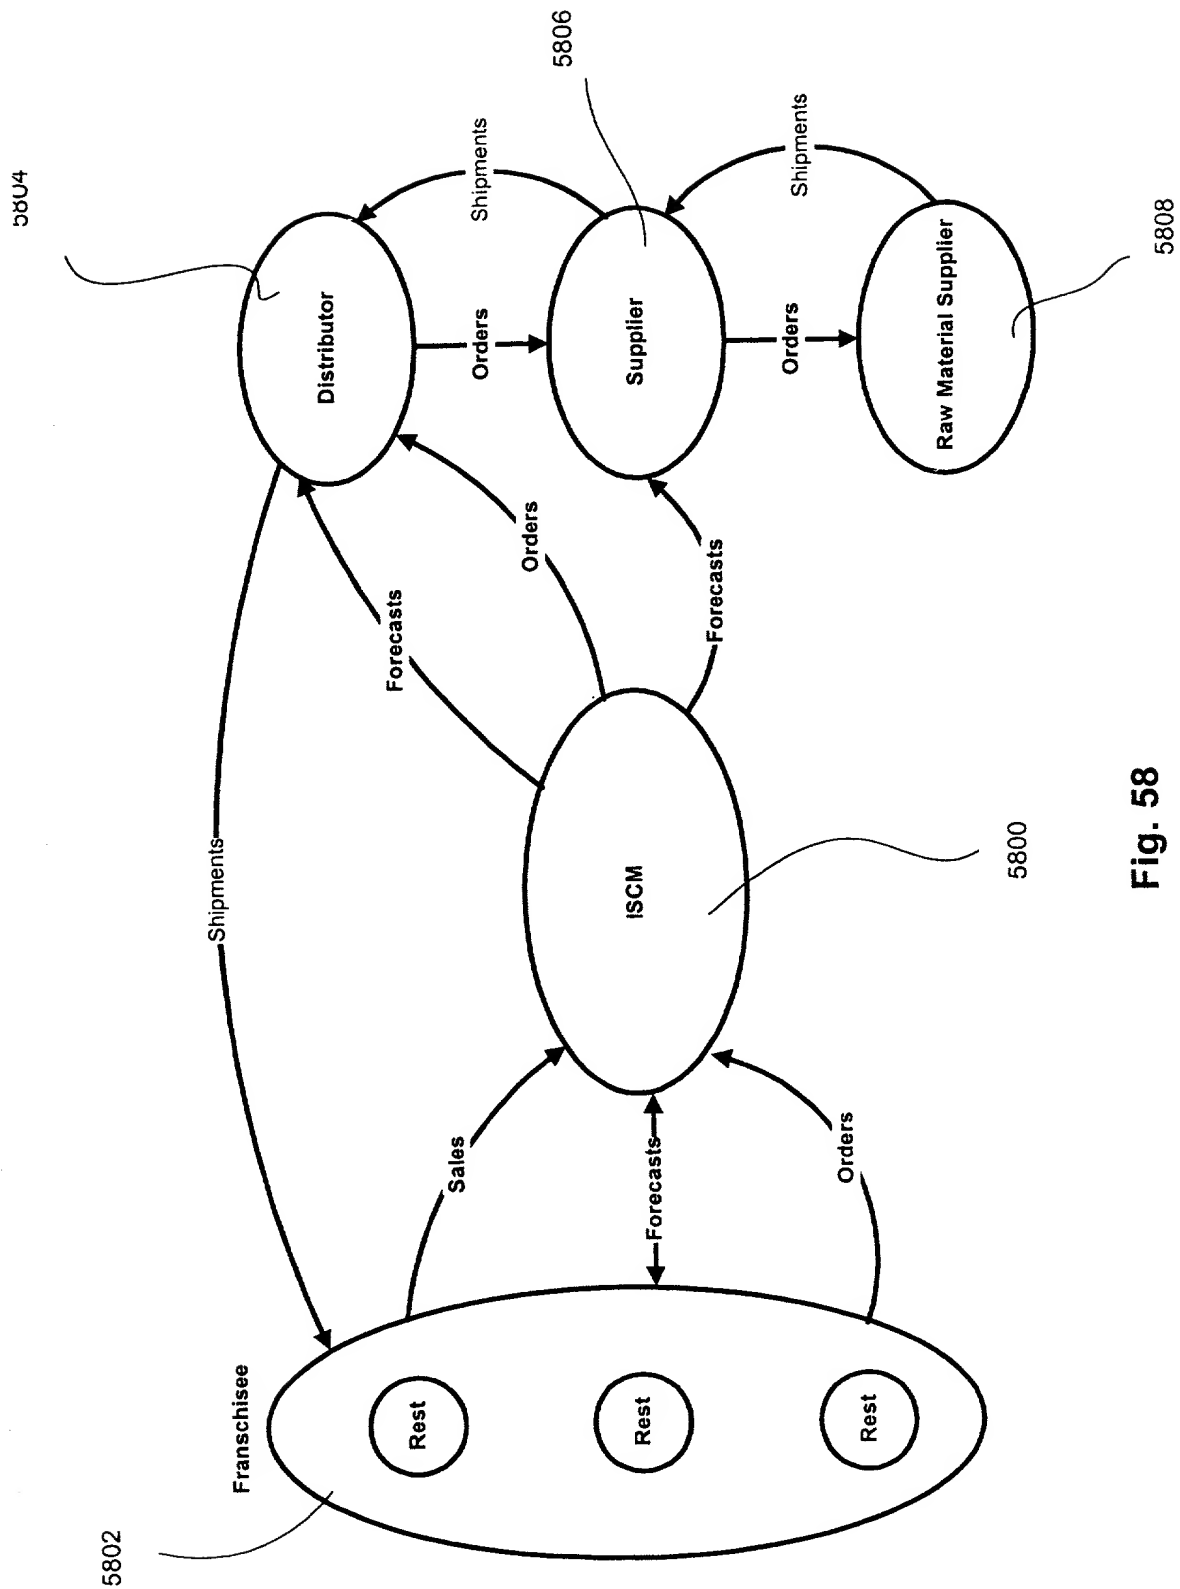 5804
5806
Shipments
Shipments
Distributor
Orders
Supplier
Orders
Raw Material Supplier
5808
Forecasts
Orders
Forecasts
Shipments
ISCM
5800
Sales
Forecasts
Orders
Franschisee
Rest
Rest
Rest
5802
Fig. 58